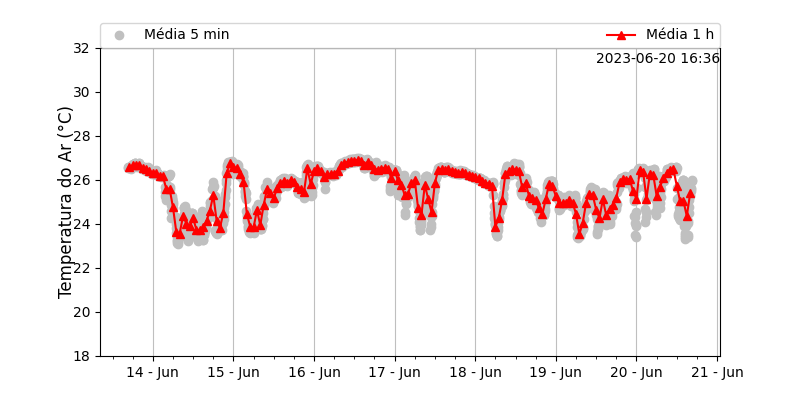 Média 5 min
Média 1 h
2023-06-20 16:36
Temperatura do Ar (°C)
32
30
28
26
24
22
20
18
14 - Jun
15 - Jun
16 - Jun
17 - Jun
18 - Jun
19 - Jun
20 - Jun
21 - Jun